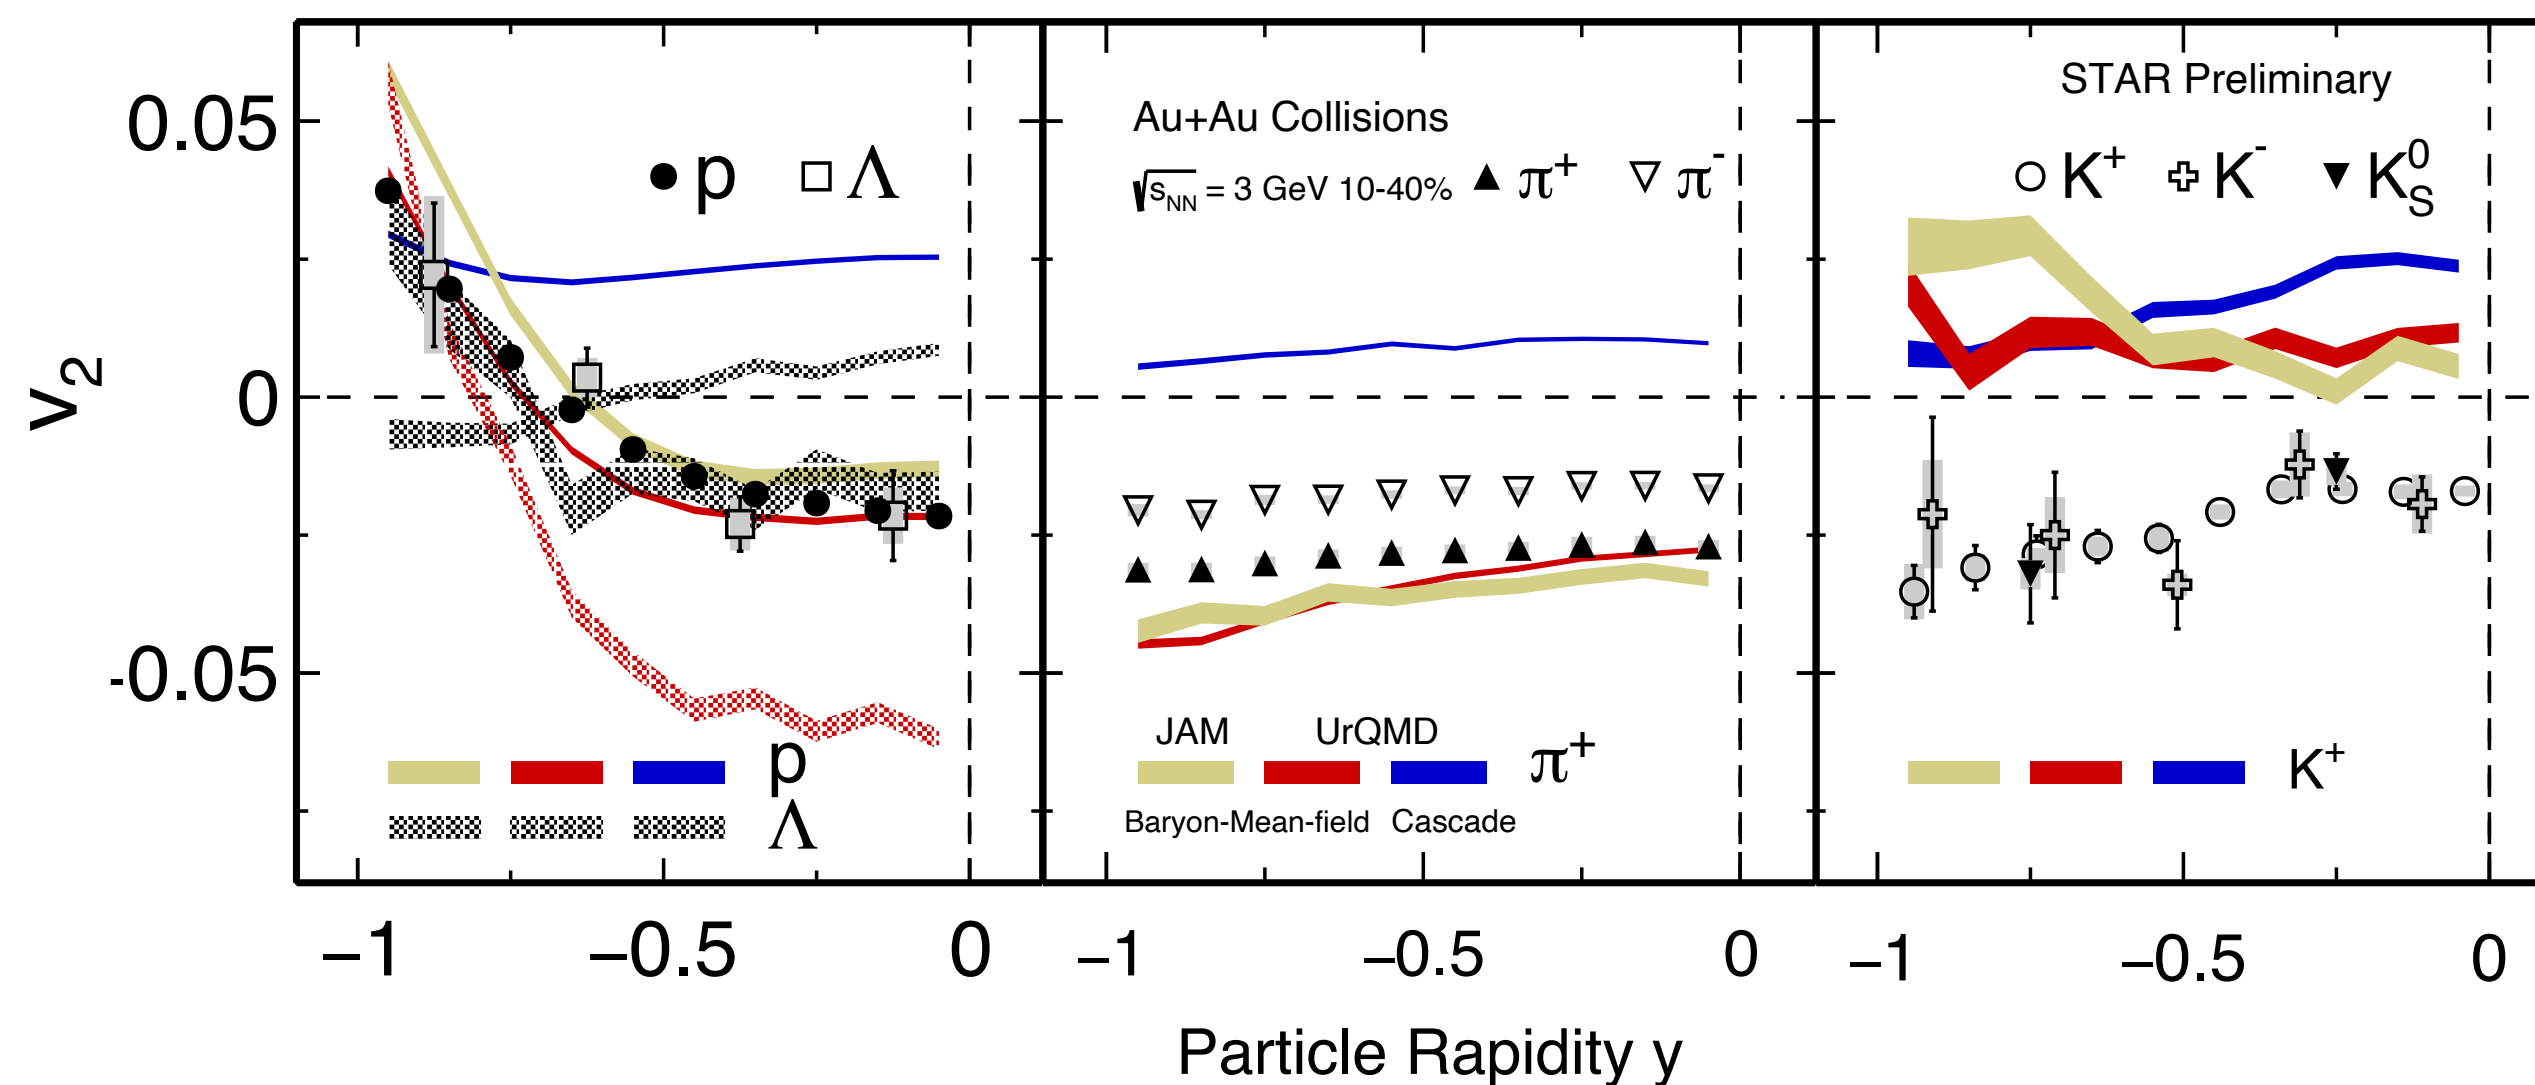 v2
0.05
0
-0.05
p Λ
p
Λ
−1 −0.5 0
Au+Au Collisions
√sNN = 3 GeV 10-40% π+ π-
JAM UrQMD
π+
Baryon-Mean-field Cascade
−1 −0.5 0
STAR Preliminary
K+ K- K0S
K+
−1 −0.5 0
Particle Rapidity y